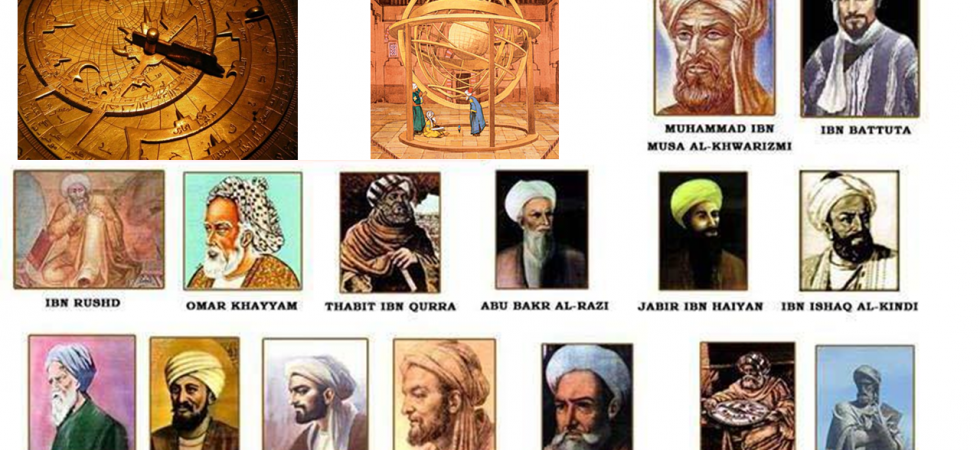 MUHAMMAD IBN
MUSA AL-KHWARIZMI
IBN BATTUTA
IBN RUSHD
OMAR KHAYYAM
THABIT IBN QURRA
ABU BAKR AL-RAZI
JABIR IBN HAIYAN
IBN ISHAQ AL-KINDI